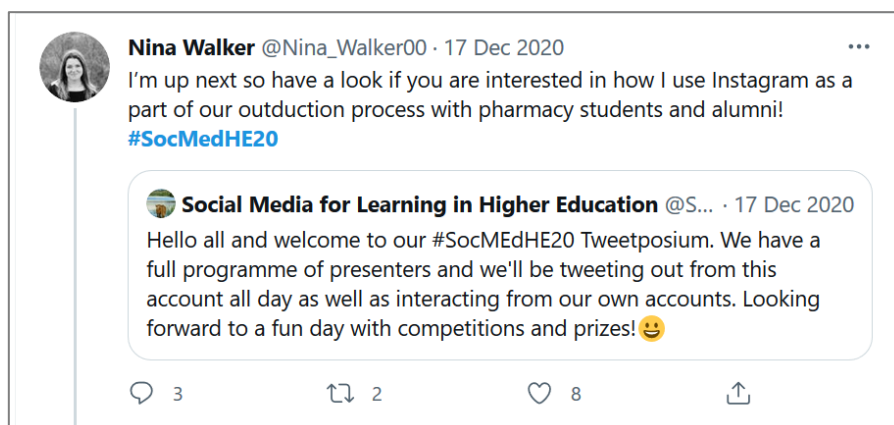 Nina Walker @Nina_Walker00 · 17 Dec 2020
I'm up next so have a look if you are interested in how I use Instagram as a
part of our outduction process with pharmacy students and alumni!
#SocMedHE20
Social Media for Learning in Higher Education @S... · 17 Dec 2020
Hello all and welcome to our #SocMEdHE20 Tweetposium. We have a
full programme of presenters and we'll be tweeting out from this
account all day as well as interacting from our own accounts. Looking
forward to a fun day with competitions and prizes!😀
3 2 8